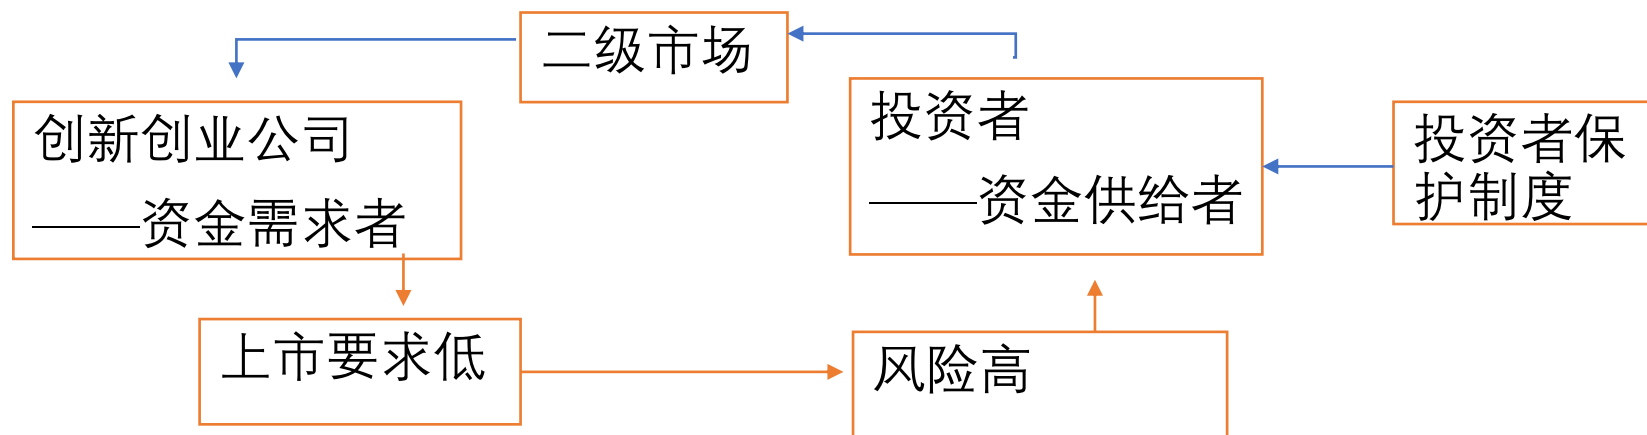 二级市场
创新创业公司
——资金需求者
投资者
——资金供给者
投资者保
护制度
上市要求低
风险高